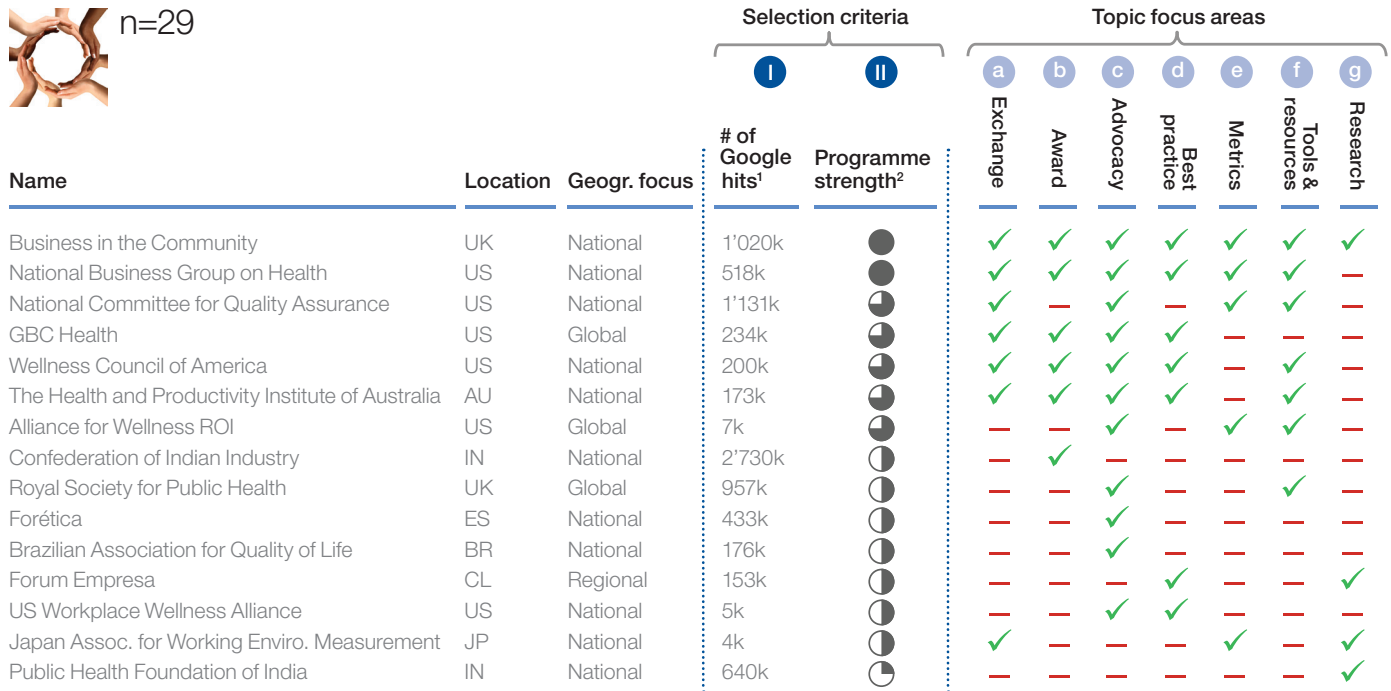 n=29
Selection criteria
Topic focus areas
I II a b c d e f g
Name Location Geogr. focus # of Google hits¹ Programme strength² Exchange Award Advocacy Best practice Metrics Tools & resources Research
Business in the Community UK National 1'020k ✓ ✓ ✓ ✓ ✓ ✓ ✓
National Business Group on Health US National 518k ✓ ✓ ✓ ✓ ✓ ✓ –
National Committee for Quality Assurance US National 1'131k ✓ – ✓ – ✓ ✓ –
GBC Health US Global 234k ✓ ✓ ✓ ✓ – – –
Wellness Council of America US National 200k ✓ ✓ ✓ ✓ – ✓ –
The Health and Productivity Institute of Australia AU National 173k ✓ ✓ ✓ ✓ – ✓ –
Alliance for Wellness ROI US Global 7k – – ✓ – ✓ ✓ –
Confederation of Indian Industry IN National 2'730k – ✓ – – – – –
Royal Society for Public Health UK Global 957k – – ✓ – – ✓ –
Forética ES National 433k – – ✓ – – – –
Brazilian Association for Quality of Life BR National 176k – – ✓ – – – –
Forum Empresa CL Regional 153k – – – ✓ – – ✓
US Workplace Wellness Alliance US National 5k – – ✓ ✓ – – –
Japan Assoc. for Working Enviro. Measurement JP National 4k ✓ – – – ✓ – ✓
Public Health Foundation of India IN National 640k – – – – – – ✓